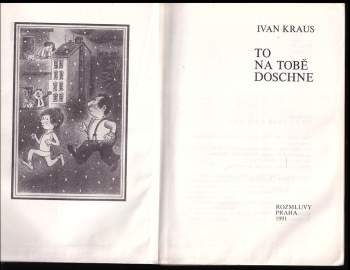 IVAN KRAUS
TO
NA TOBĚ
DOSCHNE
ROZMLUVY
PRAHA
1991